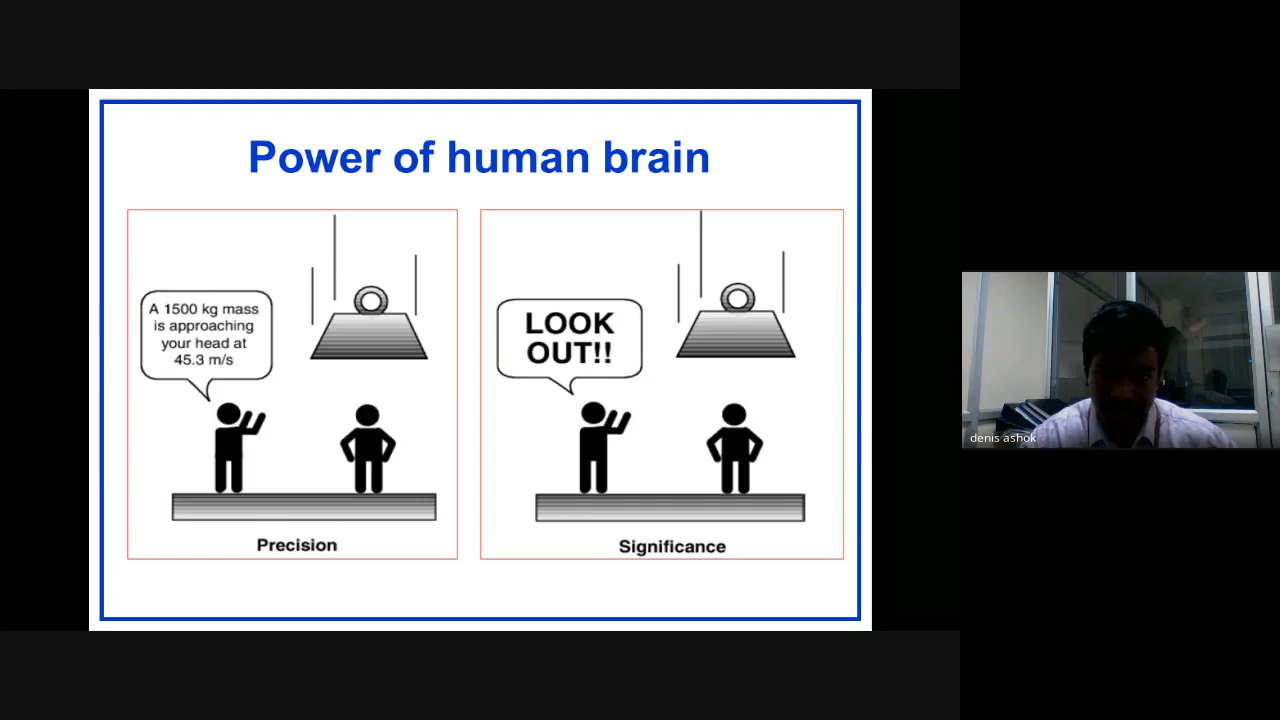 Power of human brain
A 1500 kg mass
is approaching
your head at
45.3 m/s
LOOK
OUT!!
Precision
Significance
denis ashok